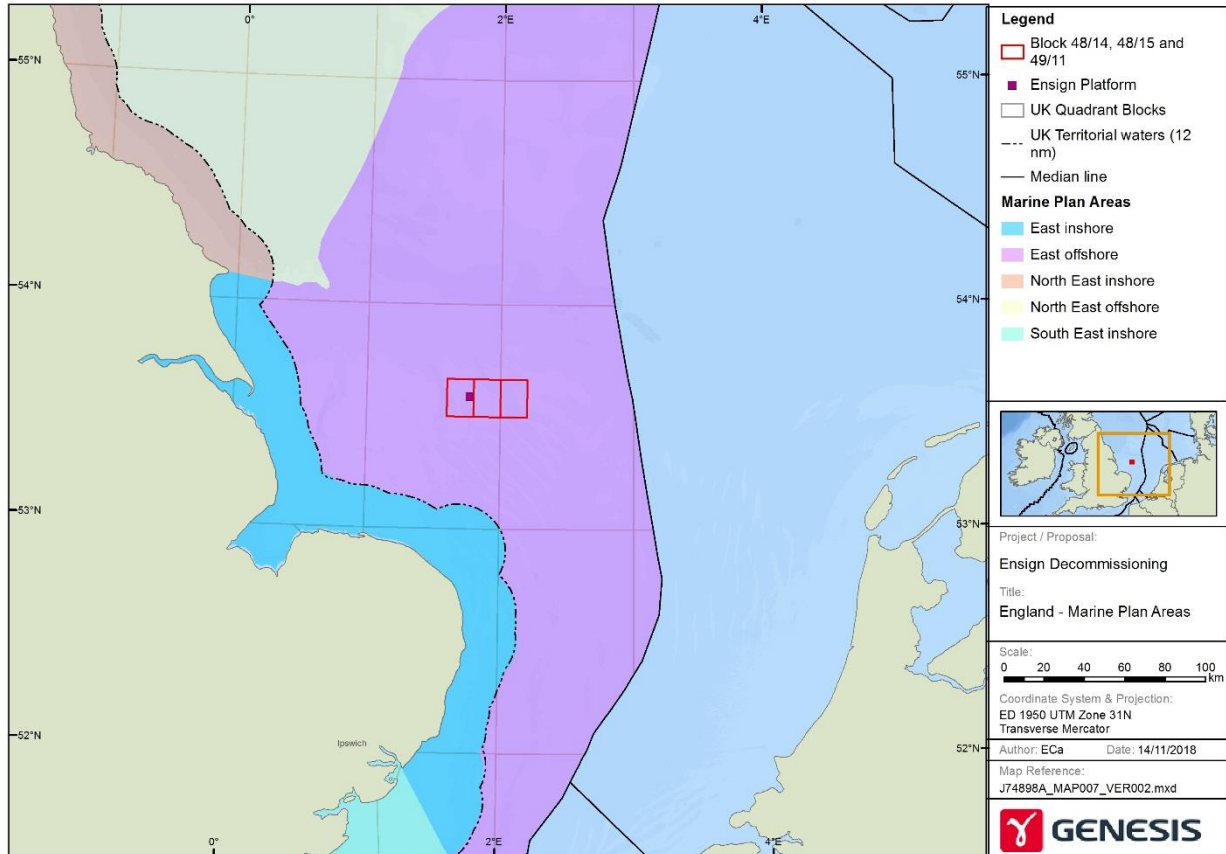 0°
2°E
4°E
55°N
55°N
54°N
54°N
53°N
53°N
52°N
52°N
Ipswich
0°
2°E
4°E
Legend
Block 48/14, 48/15 and
49/11
Ensign Platform
UK Quadrant Blocks
UK Territorial waters (12
nm)
Median line
Marine Plan Areas
East inshore
East offshore
North East inshore
North East offshore
South East inshore
Project / Proposal:
Ensign Decommissioning
Title:
England - Marine Plan Areas
Scale:
0 20 40 60 80 100
km
Coordinate System & Projection:
ED 1950 UTM Zone 31N
Transverse Mercator
Author: ECa Date: 14/11/2018
Map Reference:
J74898A_MAP007_VER002.mxd
GENESIS